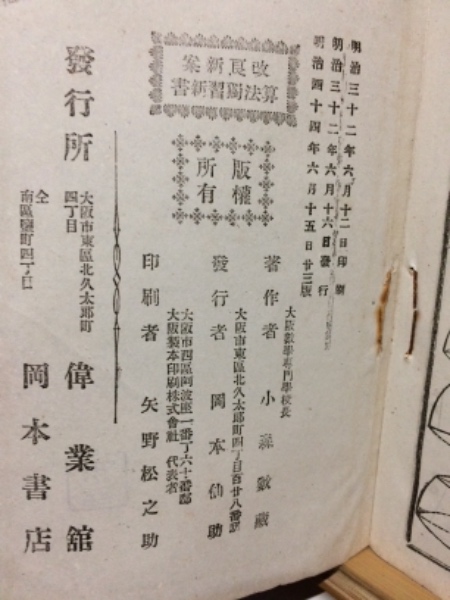 明治三十二年六月十二日印刷
明治三十二年六月十六日發行
明治四十四年六月十五日廿三版
改良新案
算法獨習新書
版權
所有
大阪數學專門學校長
著作者 小森數藏
大阪市東區北久太郎町四丁目百廿八番邸
發行者 岡本仙助
大阪市西區阿波座一番丁六十番邸
大阪製本印刷株式會社 代表者
印刷者 矢野松之助
發行所
大阪市東區北久太郎町
四丁目
偉業舘
仝
南區鹽町四丁目
岡本書店